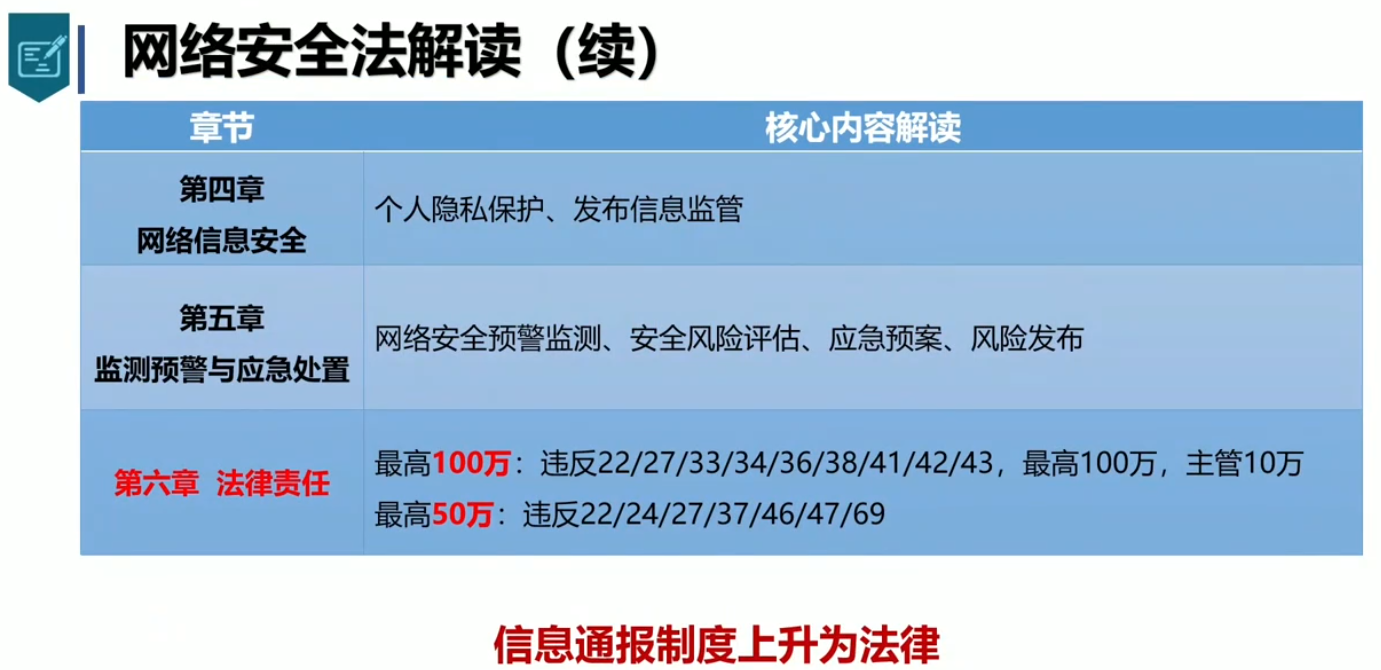 网络安全法解读（续）
章节
核心内容解读
第四章
网络信息安全
个人隐私保护、发布信息监管
第五章
监测预警与应急处置
网络安全预警监测、安全风险评估、应急预案、风险发布
第六章 法律责任
最高100万：违反22/27/33/34/36/38/41/42/43，最高100万，主管10万
最高50万：违反22/24/27/37/46/47/69
信息通报制度上升为法律